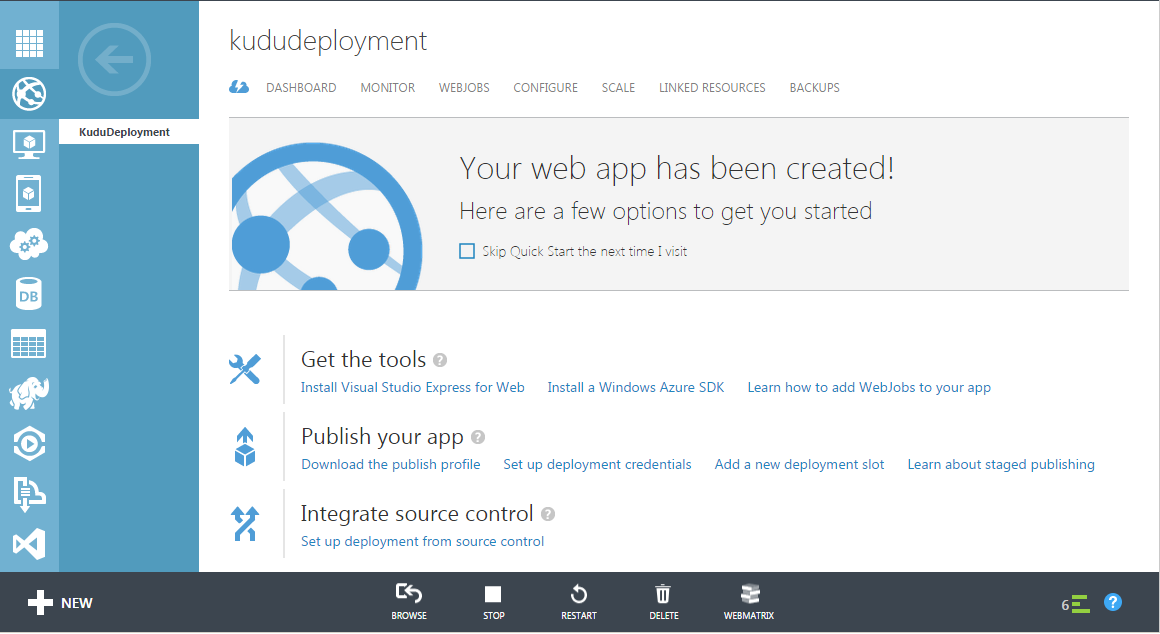 kududeployment
DASHBOARD MONITOR WEBJOBS CONFIGURE SCALE LINKED RESOURCES BACKUPS
KuduDeployment
Your web app has been created!
Here are a few options to get you started
Skip Quick Start the next time I visit
DB
Get the tools ?
Install Visual Studio Express for Web Install a Windows Azure SDK Learn how to add WebJobs to your app
Publish your app ?
Download the publish profile Set up deployment credentials Add a new deployment slot Learn about staged publishing
Integrate source control ?
Set up deployment from source control
NEW BROWSE STOP RESTART DELETE WEBMATRIX 6 ?